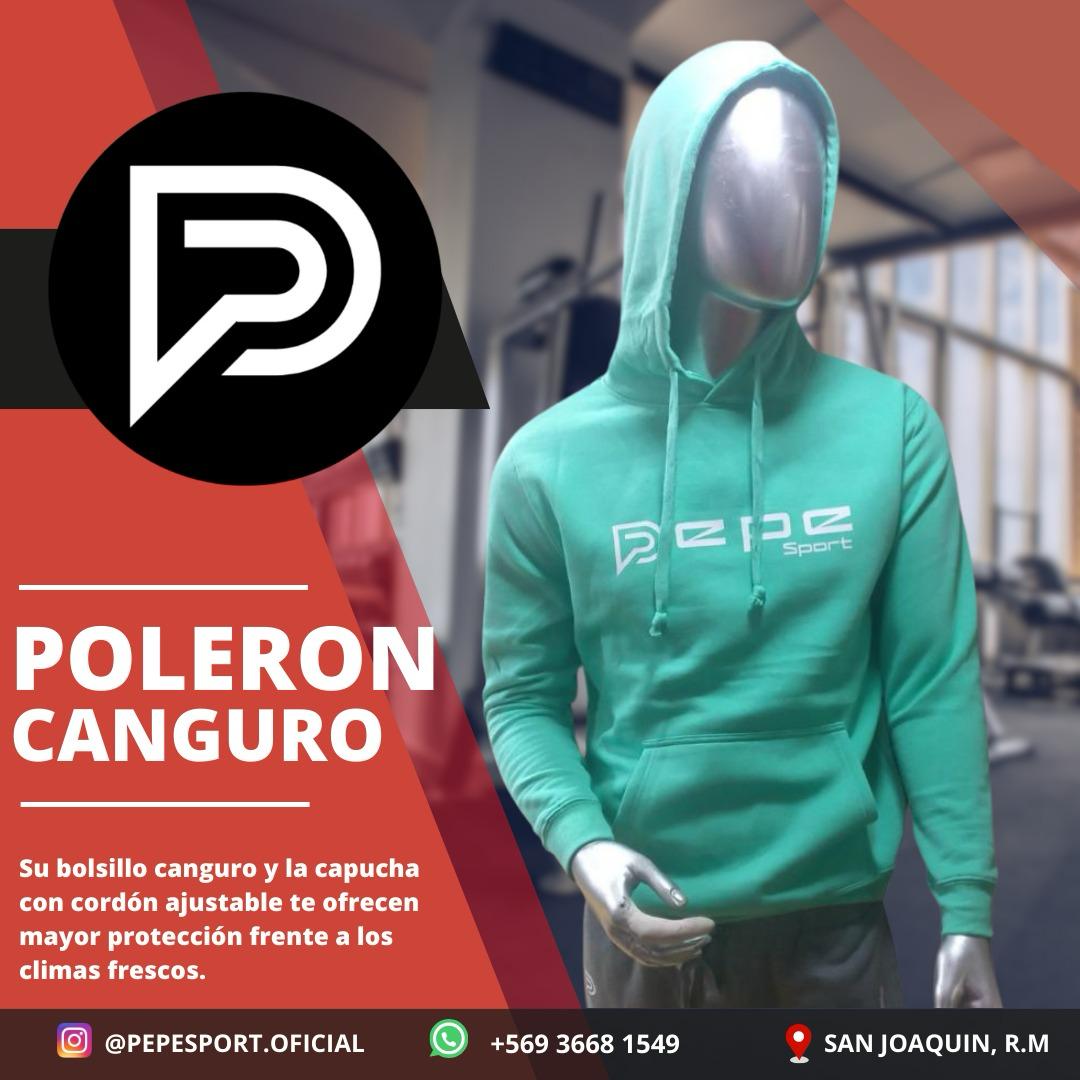 Pepe
Sport
POLERON
CANGURO
Su bolsillo canguro y la capucha
con cordón ajustable te ofrecen
mayor protección frente a los
climas frescos.
@PEPESPORT.OFICIAL
+569 3668 1549
SAN JOAQUIN, R.M